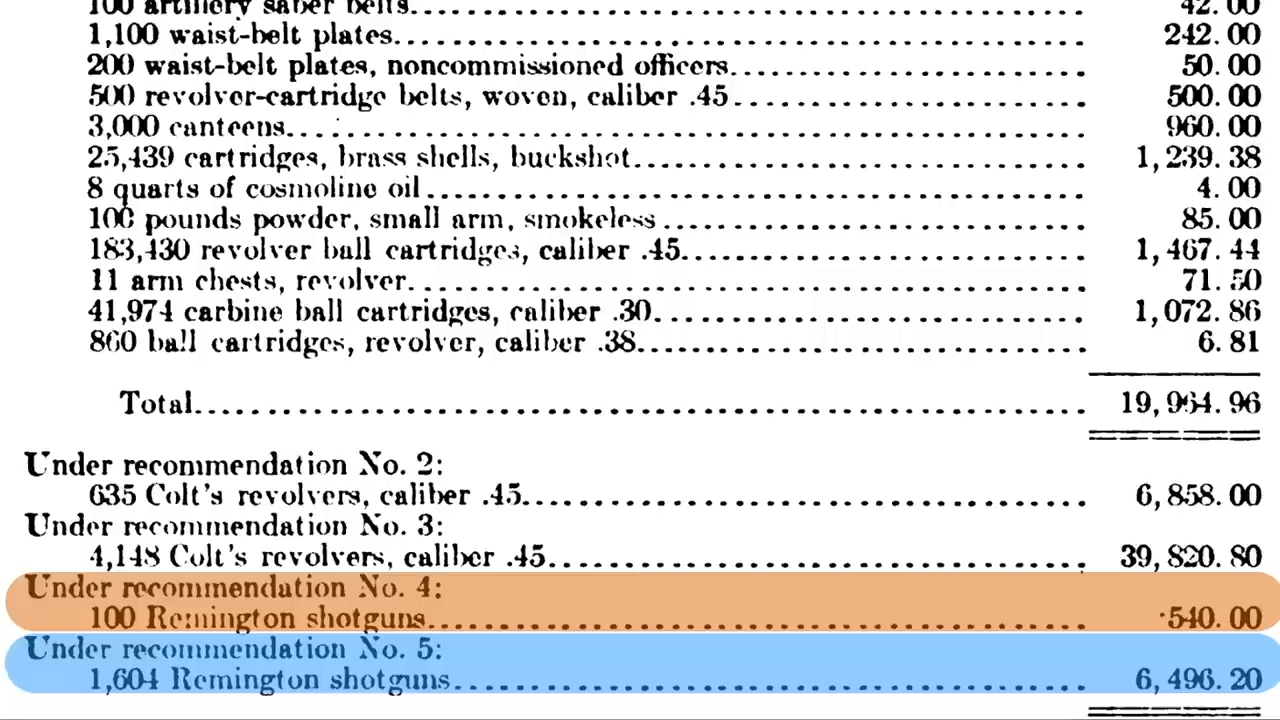 100 artillery saber belts........ 42.00
1,100 waist-belt plates........ 242.00
200 waist-belt plates, noncommissioned officers........ 50.00
500 revolver-cartridge belts, woven, caliber .45........ 500.00
3,000 canteens........ 960.00
25,439 cartridges, brass shells, buckshot........ 1,239.38
8 quarts of cosmoline oil........ 4.00
100 pounds powder, small arm, smokeless........ 85.00
183,430 revolver ball cartridges, caliber .45........ 1,467.44
11 arm chests, revolver........ 71.50
41,974 carbine ball cartridges, caliber .30........ 1,072.86
860 ball cartridges, revolver, caliber .38........ 6.81
Total........ 19,964.96
Under recommendation No. 2:
635 Colt's revolvers, caliber .45........ 6,858.00
Under recommendation No. 3:
4,148 Colt's revolvers, caliber .45........ 39,820.80
Under recommendation No. 4:
100 Remington shotguns........ 540.00
Under recommendation No. 5:
1,604 Remington shotguns........ 6,496.20